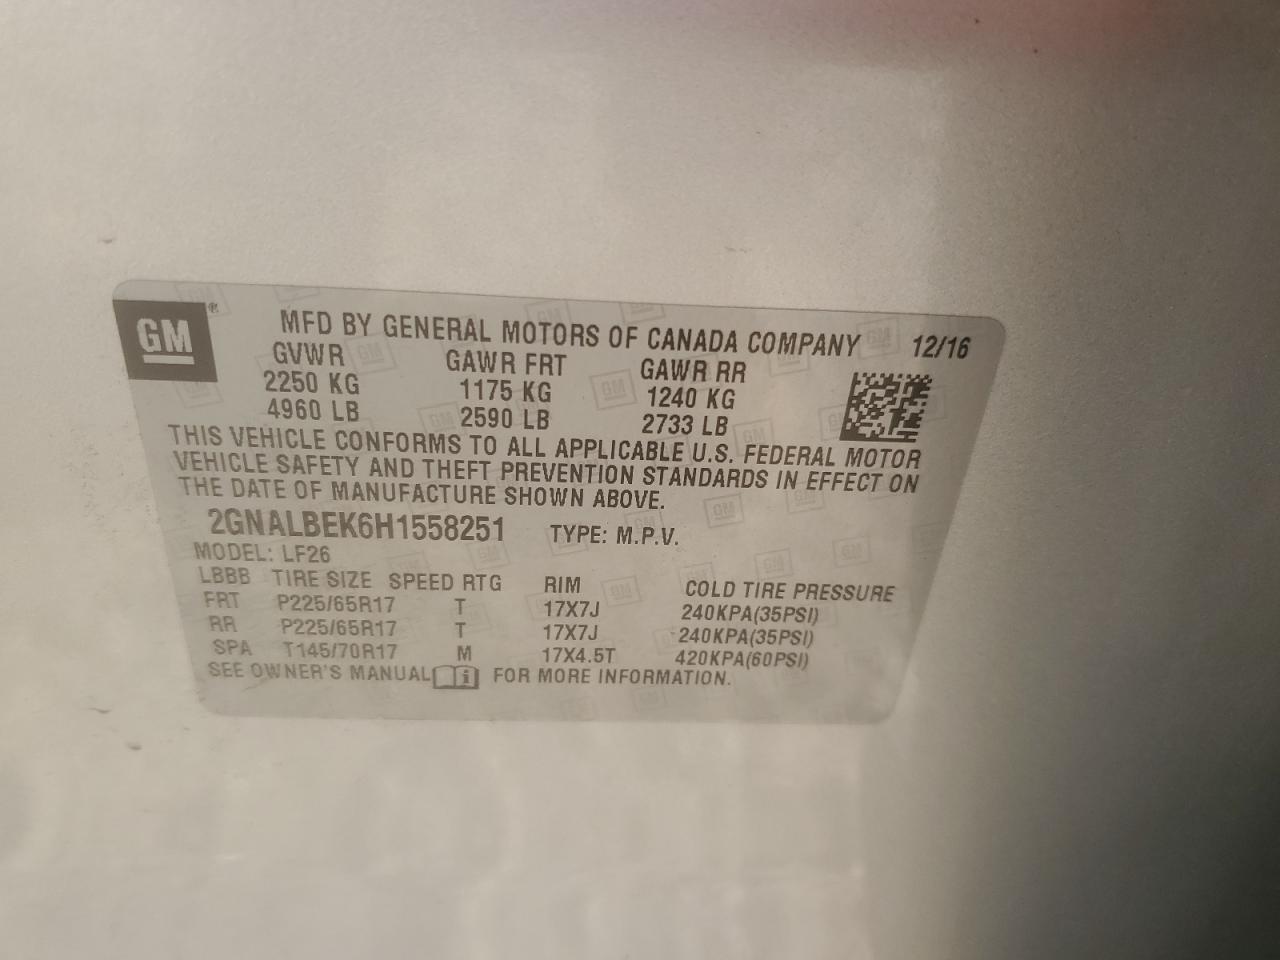 GM ®
MFD BY GENERAL MOTORS OF CANADA COMPANY 12/16
GVWR GAWR FRT GAWR RR
2250 KG 1175 KG 1240 KG
4960 LB 2590 LB 2733 LB
THIS VEHICLE CONFORMS TO ALL APPLICABLE U.S. FEDERAL MOTOR
VEHICLE SAFETY AND THEFT PREVENTION STANDARDS IN EFFECT ON
THE DATE OF MANUFACTURE SHOWN ABOVE.
2GNALBEK6H1558251 TYPE: M.P.V.
MODEL: LF26
LBBB TIRE SIZE SPEED RTG RIM COLD TIRE PRESSURE
FRT P225/65R17 T 17X7J 240KPA(35PSI)
RR P225/65R17 T 17X7J 240KPA(35PSI)
SPA T145/70R17 M 17X4.5T 420KPA(60PSI)
SEE OWNER'S MANUAL i FOR MORE INFORMATION.